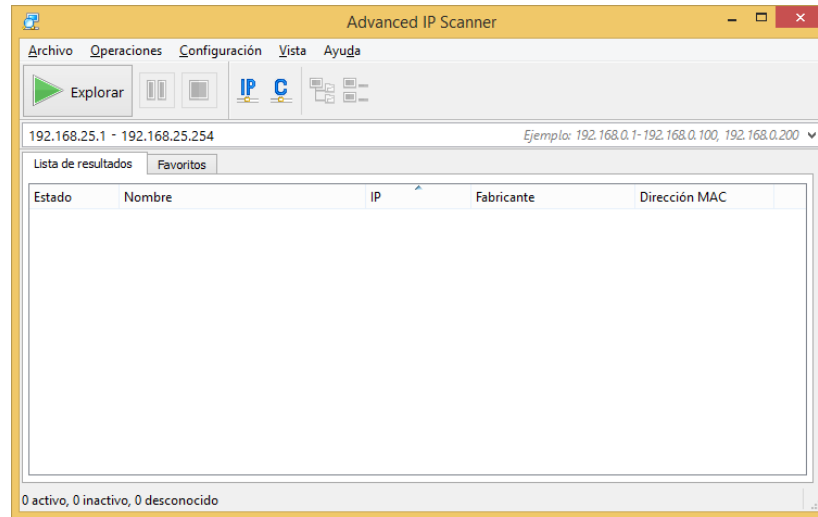 Advanced IP Scanner
Archivo Operaciones Configuración Vista Ayuda
Explorar IP C
192.168.25.1 - 192.168.25.254 Ejemplo: 192.168.0.1-192.168.0.100, 192.168.0.200
Lista de resultados Favoritos
Estado Nombre IP Fabricante Dirección MAC
0 activo, 0 inactivo, 0 desconocido